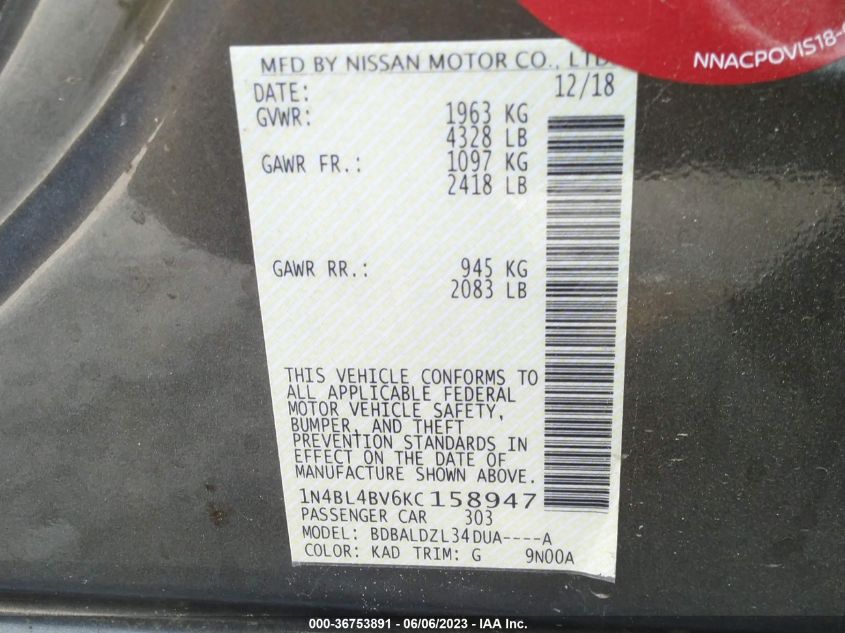 NNACPOVIS18-
MFD BY NISSAN MOTOR CO., LTD
DATE: 12/18
GVWR: 1963 KG
4328 LB
GAWR FR.: 1097 KG
2418 LB
GAWR RR.: 945 KG
2083 LB
THIS VEHICLE CONFORMS TO
ALL APPLICABLE FEDERAL
MOTOR VEHICLE SAFETY,
BUMPER, AND THEFT
PREVENTION STANDARDS IN
EFFECT ON THE DATE OF
MANUFACTURE SHOWN ABOVE.
1N4BL4BV6KC158947
PASSENGER CAR 303
MODEL: BDBALDZL34DUA----A
COLOR: KAD TRIM: G 9N00A
000-36753891 - 06/06/2023 - IAA Inc.